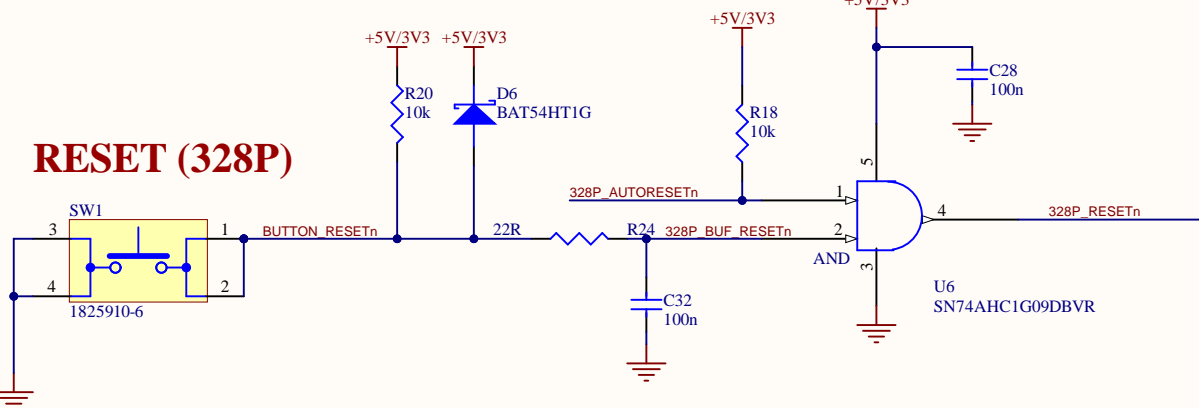 +5V/3V3
+5V/3V3
+5V/3V3
+5V/3V3
C28
100n
R20
10k
D6
BAT54HT1G
R18
10k
RESET (328P)
5
328P_AUTORESETn
1
SW1
3
1
BUTTON_RESETn
22R
R24
328P_BUF_RESETn
2
4
328P_RESETn
AND
3
4
2
1825910-6
C32
100n
U6
SN74AHC1G09DBVR